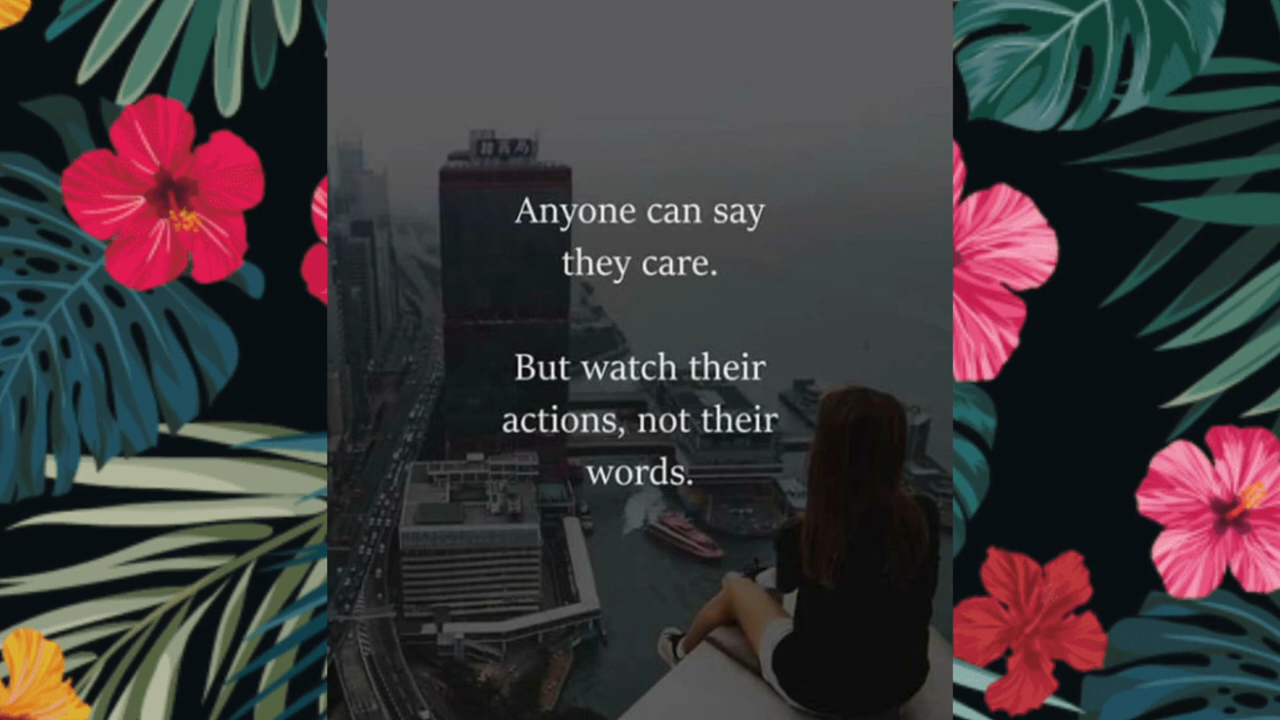 Anyone can say
they care.
But watch their
actions, not their
words.